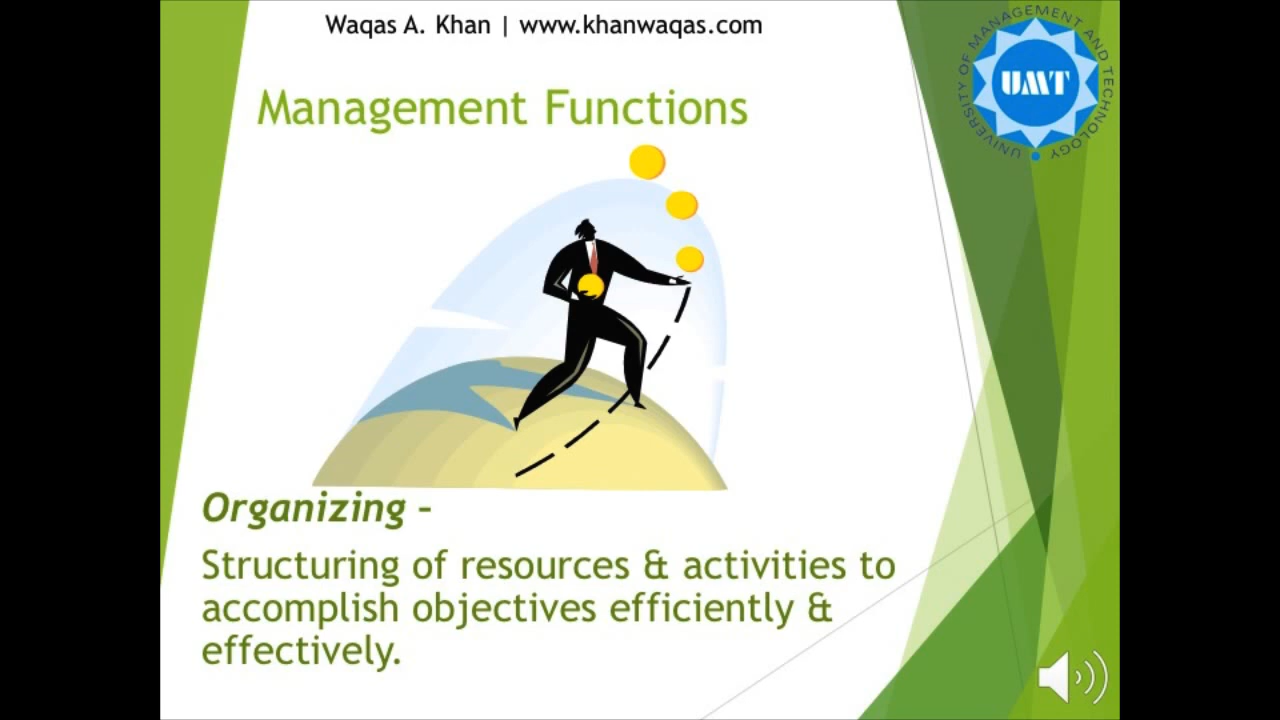 Waqas A. Khan | www.khanwaqas.com
UNIVERSITY OF MANAGEMENT AND TECHNOLOGY
UMT
Management Functions
Organizing –
Structuring of resources & activities to
accomplish objectives efficiently &
effectively.